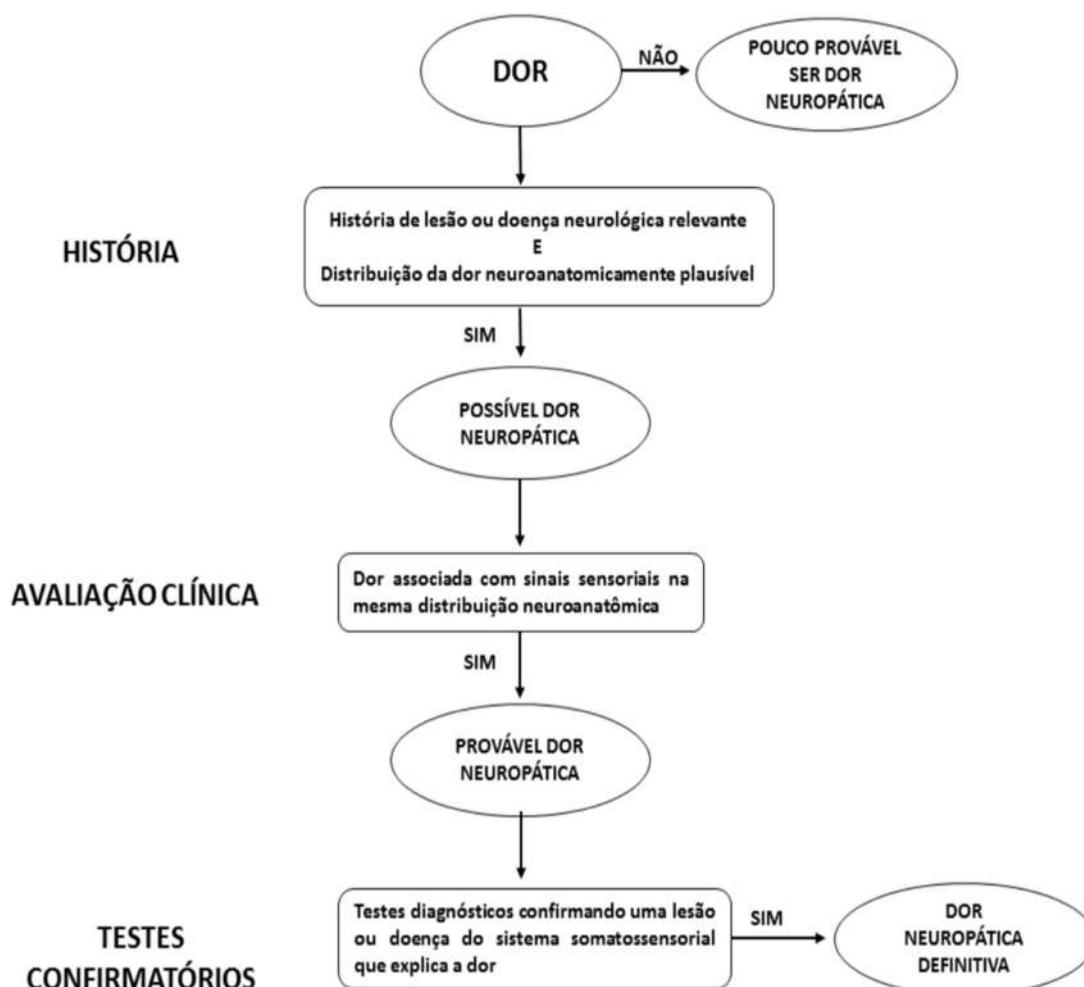 DOR
NÃO
POUCO PROVÁVEL
SER DOR
NEUROPÁTICA
HISTÓRIA
História de lesão ou doença neurológica relevante
E
Distribuição da dor neuroanatomicamente plausível
SIM
POSSÍVEL DOR
NEUROPÁTICA
AVALIAÇÃO CLÍNICA
Dor associada com sinais sensoriais na
mesma distribuição neuroanatômica
SIM
PROVÁVEL DOR
NEUROPÁTICA
TESTES
CONFIRMATÓRIOS
Testes diagnósticos confirmando uma lesão
ou doença do sistema somatossensorial
que explica a dor
SIM
DOR
NEUROPÁTICA
DEFINITIVA